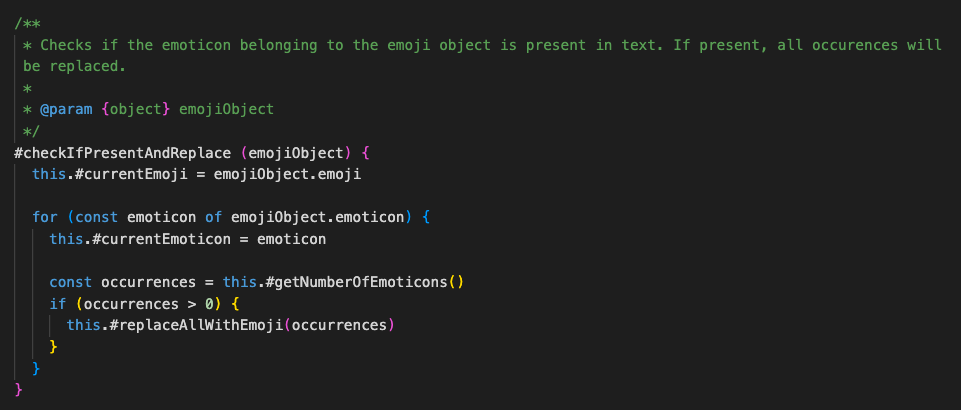 /**
 * Checks if the emoticon belonging to the emoji object is present in text. If present, all occurences will
 be replaced.
 *
 * @param {object} emojiObject
 */
#checkIfPresentAndReplace (emojiObject) {
  this.#currentEmoji = emojiObject.emoji

  for (const emoticon of emojiObject.emoticon) {
    this.#currentEmoticon = emoticon

    const occurrences = this.#getNumberOfEmoticons()
    if (occurrences > 0) {
      this.#replaceAllWithEmoji(occurrences)
    }
  }
}